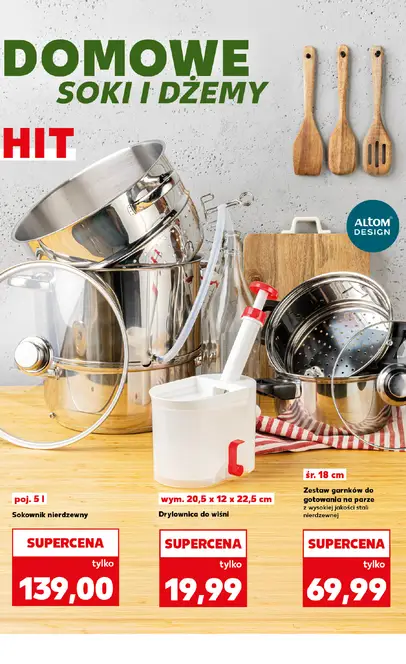 DOMOWE
SOKI I DŻEMY
HIT
ALTOM®
DESIGN
poj. 5 l
Sokownik nierdzewny
SUPERCENA
tylko
139,00
wym. 20,5 x 12 x 22,5 cm
Drylownica do wiśni
SUPERCENA
tylko
19,99
śr. 18 cm
Zestaw garnków do
gotowania na parze
z wysokiej jakości stali
nierdzewnej
SUPERCENA
tylko
69,99